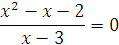 (x² − x − 2)/(x − 3) = 0